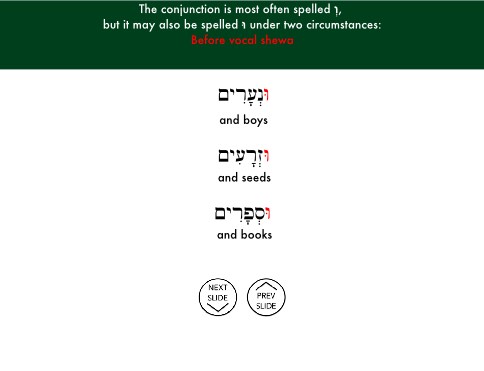 The conjunction is most often spelled וְ,
but it may also be spelled וּ under two circumstances:
Before vocal shewa
וּנְעָרִים
and boys
וּזְרָעִים
and seeds
וּסְפָרִים
and books
NEXT
SLIDE
PREV
SLIDE